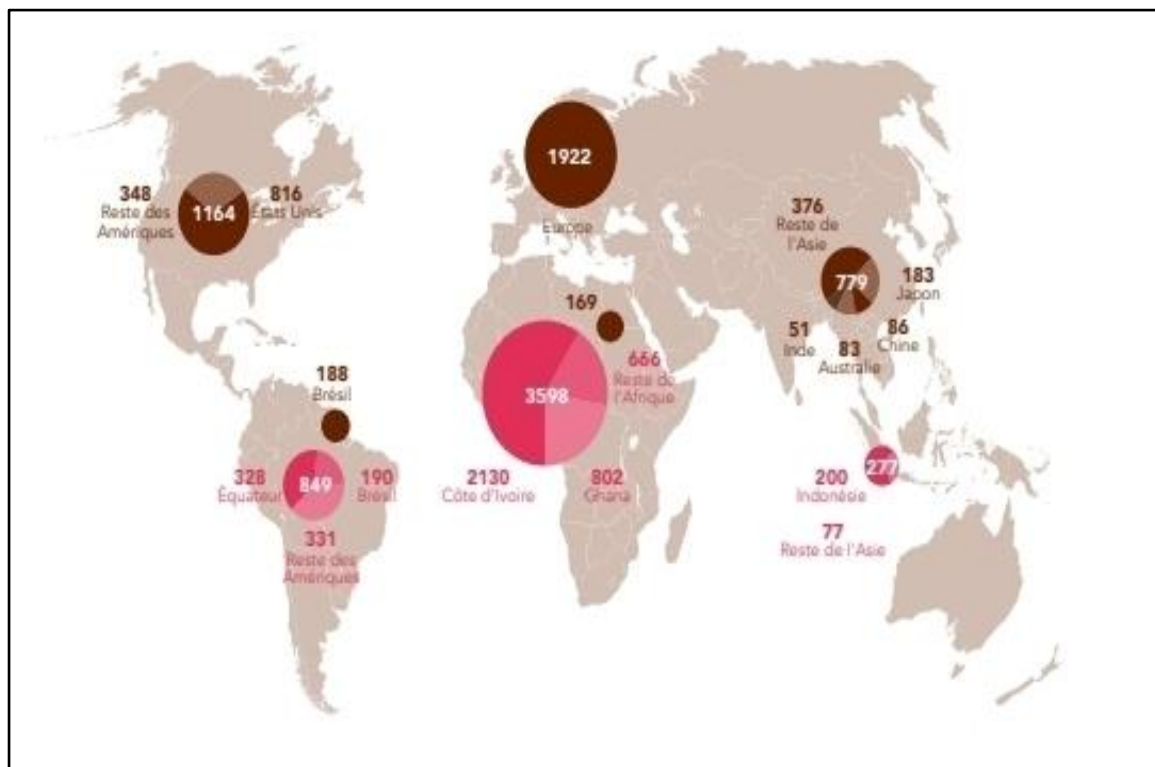 1922
Europe
348
Reste des
Amériques
1164
816
États Unis
376
Reste de
l'Asie
779
183
Japon
51
Inde
83
Australie
86
Chine
169
188
Brésil
3598
666
Reste de
l'Afrique
2130
Côte d'Ivoire
802
Ghana
328
Équateur
849
190
Brésil
331
Reste des
Amériques
277
200
Indonésie
77
Reste de l'Asie